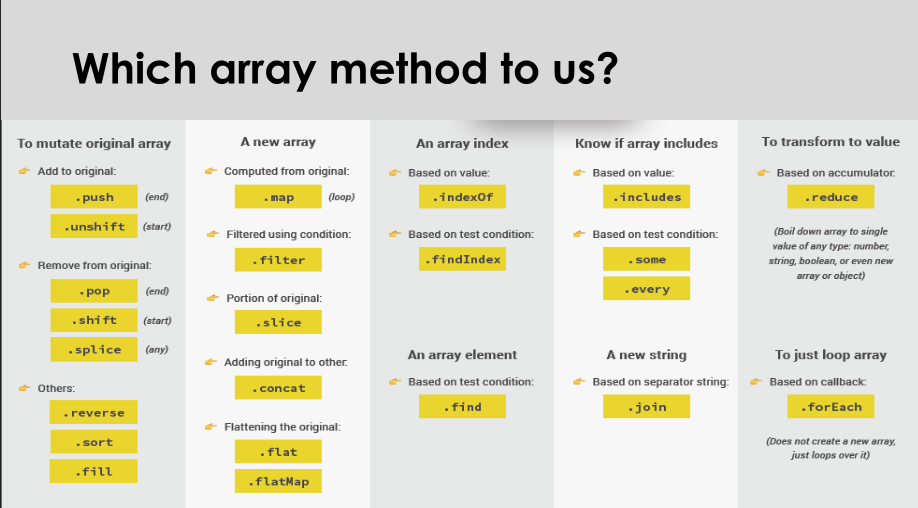 Which array method to us?
To mutate original array
Add to original:
.push (end)
.unshift (start)
Remove from original:
.pop (end)
.shift (start)
.splice (any)
Others:
.reverse
.sort
.fill
A new array
Computed from original:
.map (loop)
Filtered using condition:
.filter
Portion of original:
.slice
Adding original to other:
.concat
Flattening the original:
.flat
.flatMap
An array index
Based on value:
.indexOf
Based on test condition:
.findIndex
An array element
Based on test condition:
.find
Know if array includes
Based on value:
.includes
Based on test condition:
.some
.every
A new string
Based on separator string:
.join
To transform to value
Based on accumulator:
.reduce
(Boil down array to single
value of any type: number,
string, boolean, or even new
array or object)
To just loop array
Based on callback:
.forEach
(Does not create a new array,
just loops over it)